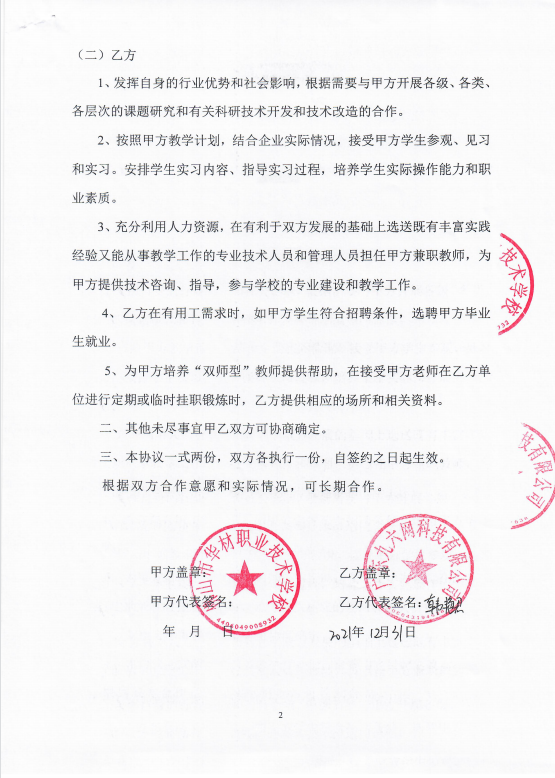 （二）乙方
1、发挥自身的行业优势和社会影响，根据需要与甲方开展各级、各类、
各层次的课题研究和有关科研技术开发和技术改造的合作。
2、按照甲方教学计划，结合企业实际情况，接受甲方学生参观、见习
和实习。安排学生实习内容、指导实习过程，培养学生实际操作能力和职
业素质。
3、充分利用人力资源，在有利于双方发展的基础上选送既有丰富实践
经验又能从事教学工作的专业技术人员和管理人员担任甲方兼职教师，为
甲方提供技术咨询、指导，参与学校的专业建设和教学工作。
技术学校
4、乙方在有用工需求时，如甲方学生符合招聘条件，选聘甲方毕业
生就业。
5、为甲方培养“双师型”教师提供帮助，在接受甲方老师在乙方单
位进行定期或临时挂职锻炼时，乙方提供相应的场所和相关资料。
二、其他未尽事宜甲乙双方可协商确定。
技有限公司
三、本协议一式两份，双方各执行一份，自签约之日起生效。
根据双方合作意愿和实际情况，可长期合作。
山市华材职业技术学校
4406049008932
九六网科技有限公司
甲方盖章：
乙方盖章：
甲方代表签名：
乙方代表签名：
年 月 日
2021年12月31日
2